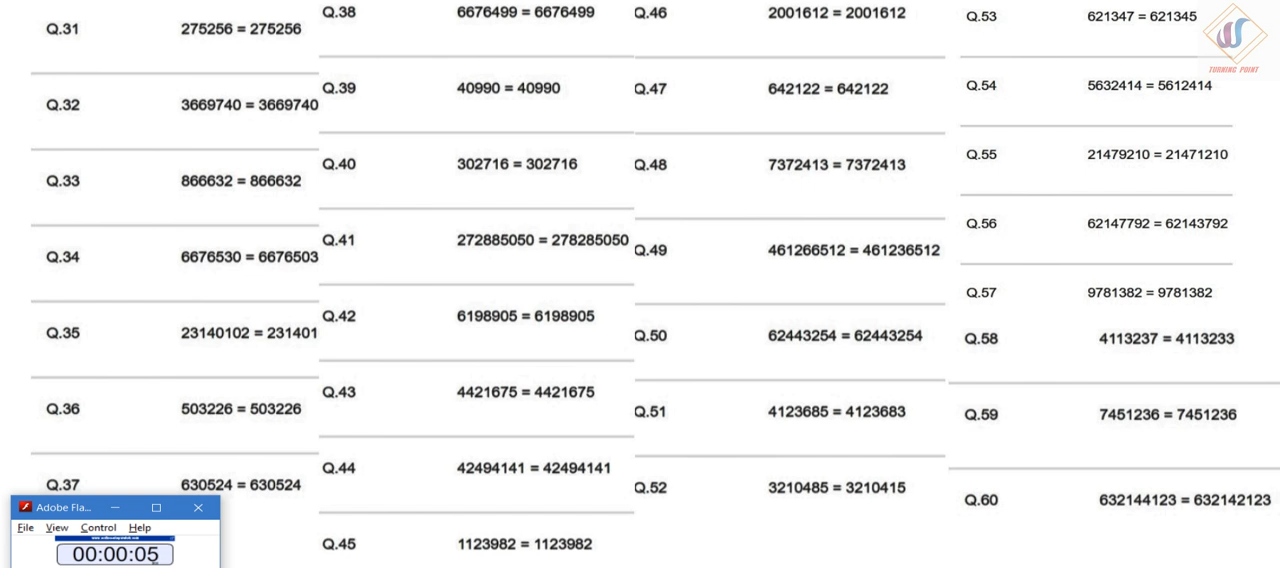 Q.31 275256 = 275256
Q.32 3669740 = 3669740
Q.33 866632 = 866632
Q.34 6676530 = 6676503
Q.35 23140102 = 231401
Q.36 503226 = 503226
Q.37 630524 = 630524
Q.38 6676499 = 6676499
Q.39 40990 = 40990
Q.40 302716 = 302716
Q.41 272885050 = 278285050
Q.42 6198905 = 6198905
Q.43 4421675 = 4421675
Q.44 42494141 = 42494141
Q.45 1123982 = 1123982
Q.46 2001612 = 2001612
Q.47 642122 = 642122
Q.48 7372413 = 7372413
Q.49 461266512 = 461236512
Q.50 62443254 = 62443254
Q.51 4123685 = 4123683
Q.52 3210485 = 3210415
Q.53 621347 = 621345
Q.54 5632414 = 5612414
Q.55 21479210 = 21471210
Q.56 62147792 = 62143792
Q.57 9781382 = 9781382
Q.58 4113237 = 4113233
Q.59 7451236 = 7451236
Q.60 632144123 = 632142123
TURNING POINT
Adobe Fla...
File View Control Help
00:00:05